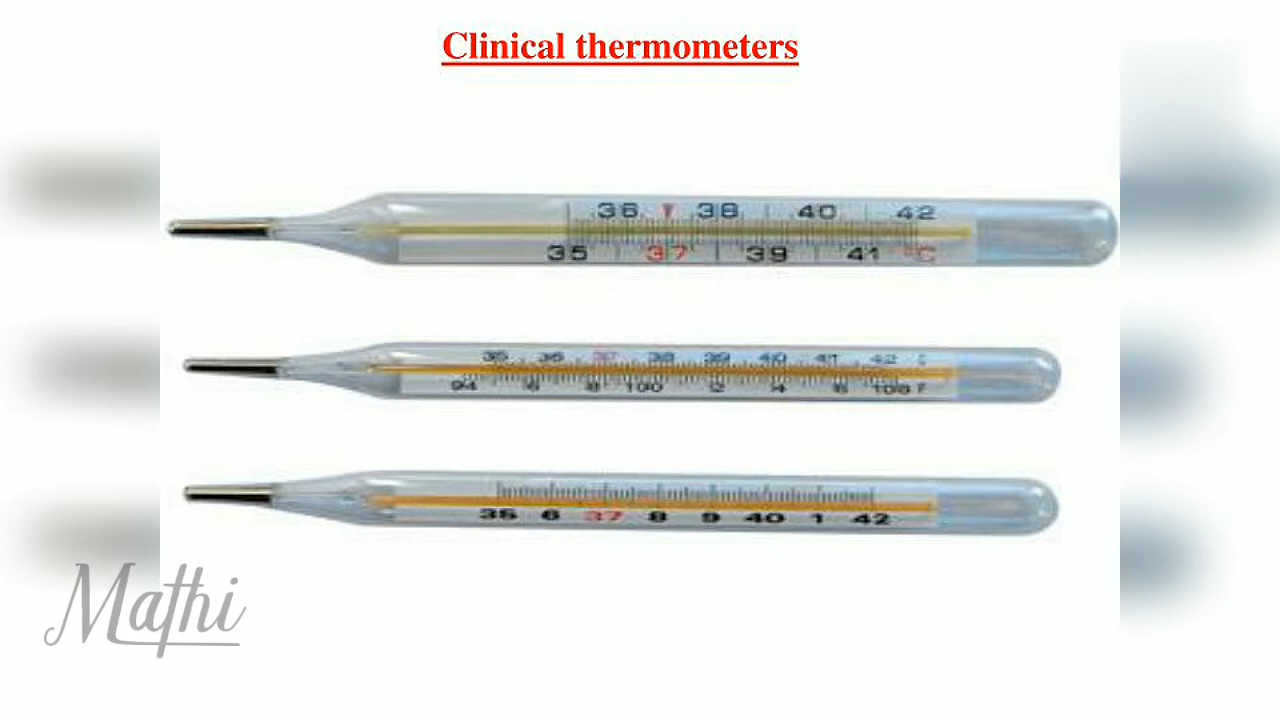 Clinical thermometers
36 38 40 42
35 37 39 41 °C
35 36 37 38 39 40 41 42 C
94 6 8 100 2 4 6 108 F
35 6 37 8 9 40 1 42
Mathi